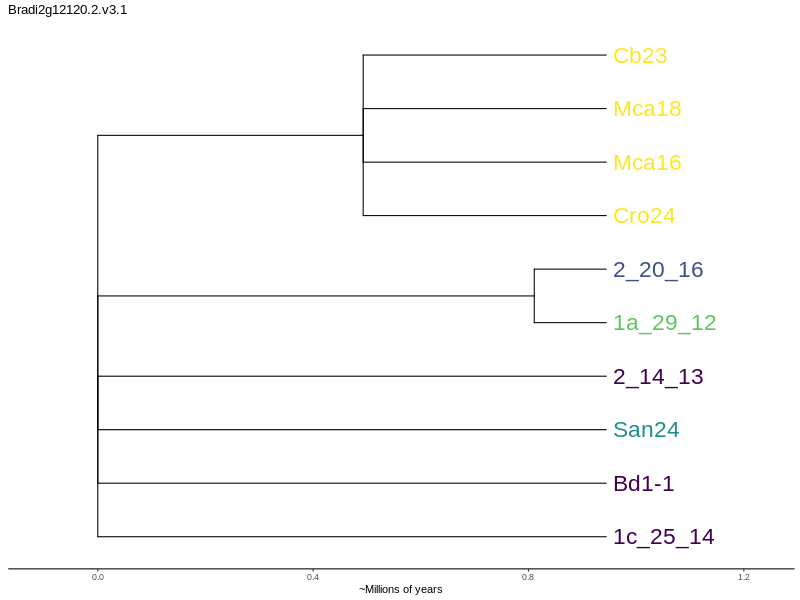 Bradi2g12120.2.v3.1
Cb23
Mca18
Mca16
Cro24
2_20_16
1a_29_12
2_14_13
San24
Bd1-1
1c_25_14
0.0 0.4 0.8 1.2
~Millions of years